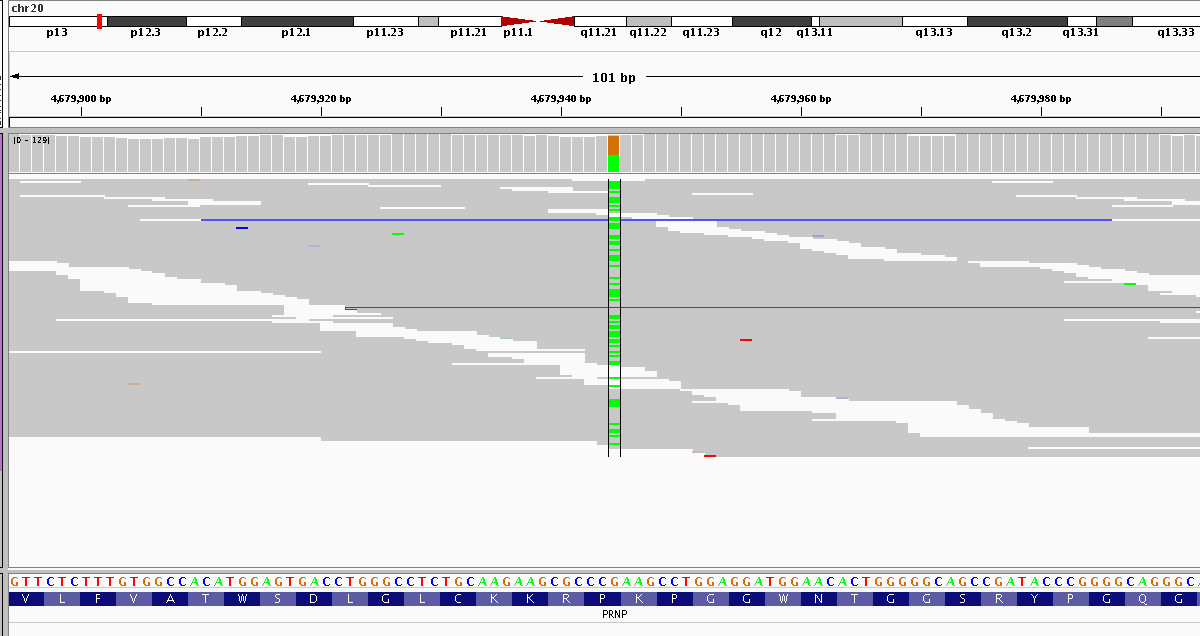 chr20
p13 p12.3 p12.2 p12.1 p11.23 p11.21 p11.1 q11.21 q11.22 q11.23 q12 q13.11 q13.13 q13.2 q13.31 q13.33
101 bp
4,679,900 bp 4,679,920 bp 4,679,940 bp 4,679,960 bp 4,679,980 bp
[0 - 129]
GTTCTCTTTGTGGCCACATGGAGTGACCTGGGCCTCTGCAAGAAGCGCCCGAAGCCTGGAGGATGGAACACTGGGGGCAGCCGATACCCGGGGCAGGGC
V L F V A T W S D L G L C K K R P K P G G W N T G G S R Y P G Q G
PRNP